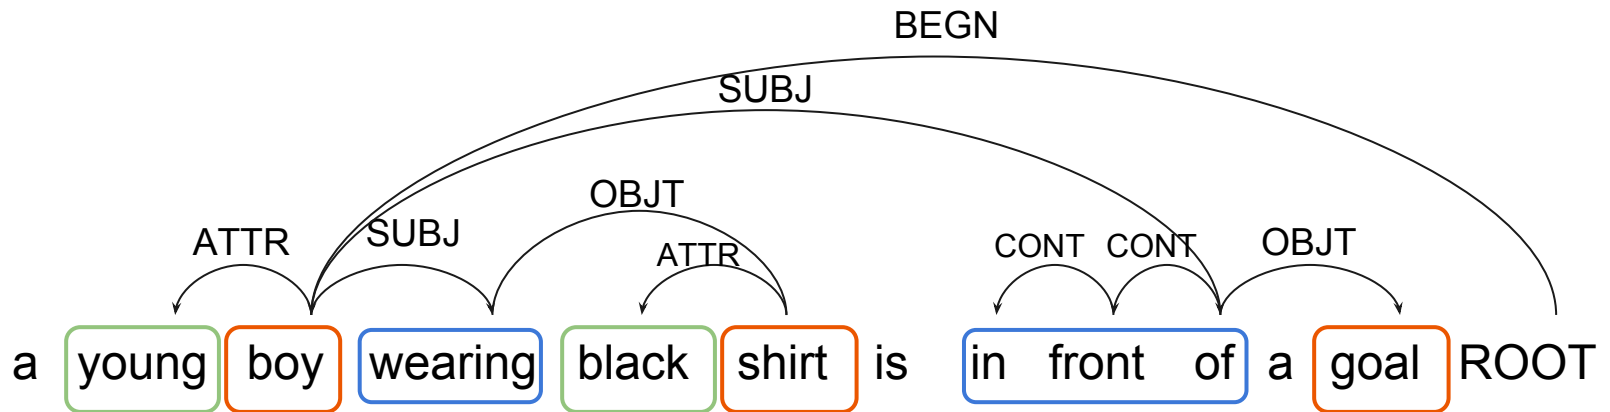 BEGN
SUBJ
OBJT
ATTR SUBJ ATTR CONT CONT OBJT
a young boy wearing black shirt is in front of a goal ROOT